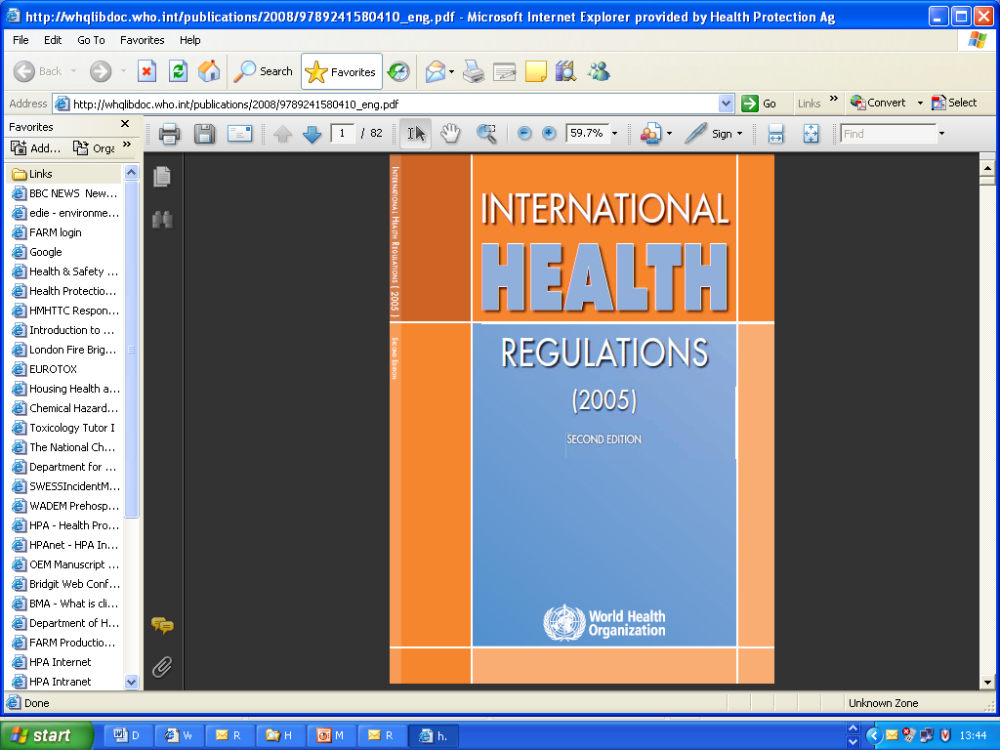 http://whqlibdoc.who.int/publications/2008/9789241580410_eng.pdf - Microsoft Internet Explorer provided by Health Protection Ag
File Edit Go To Favorites Help
Back Search Favorites
Address http://whqlibdoc.who.int/publications/2008/9789241580410_eng.pdf Go Links » Convert Select
Favorites
Add... Orga »
1 / 82 59.7% Sign Find
Links
BBC NEWS New...
edie - environme...
FARM login
Google
Health & Safety ...
Health Protectio...
HMHTTC Respon...
Introduction to ...
London Fire Brig...
EUROTOX
Housing Health a...
Chemical Hazard...
Toxicology Tutor I
The National Ch...
Department for ...
SWESSIncidentM...
WADEM Prehosp...
HPA - Health Pro...
HPAnet - HPA In...
OEM Manuscript ...
Bridgit Web Conf...
BMA - What is cli...
Department of H...
FARM Productio...
HPA Internet
HPA Intranet
International Health Regulations (2005)
Second Edition
INTERNATIONAL
HEALTH
REGULATIONS
(2005)
SECOND EDITION
World Health
Organization
Done Unknown Zone
start D W R H M R h. 13:44